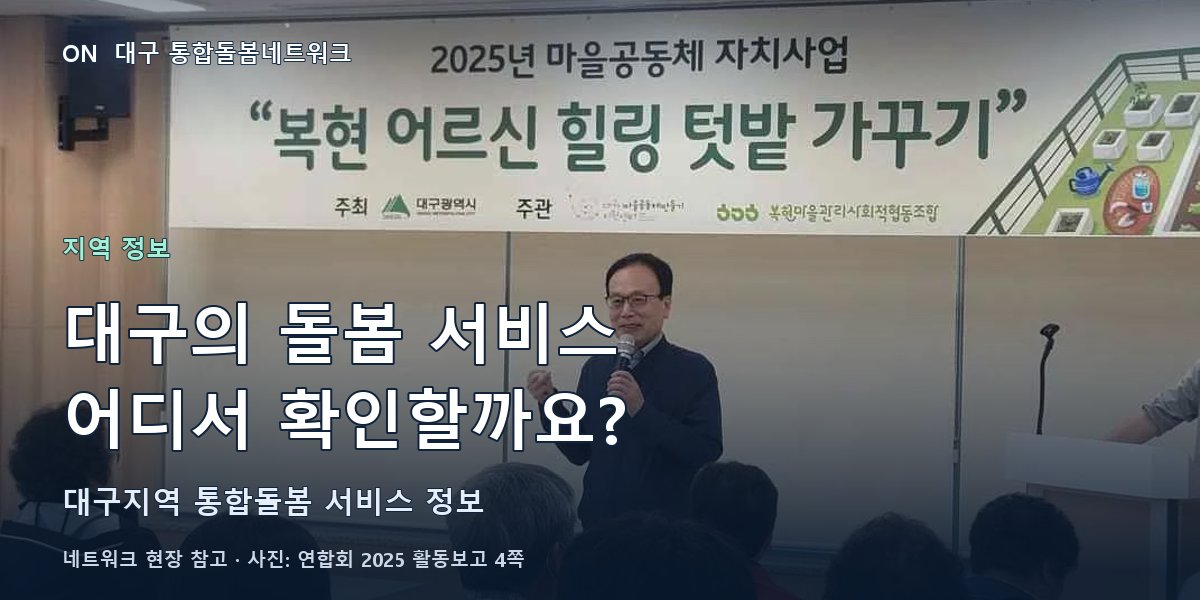 ON 대구 통합돌봄네트워크
2025년 마을공동체 자치사업
“복현 어르신 힐링 텃밭 가꾸기”
주최 대구광역시 주관 복현마을관리사회적협동조합
지역 정보
대구의 돌봄 서비스
어디서 확인할까요?
대구지역 통합돌봄 서비스 정보
네트워크 현장 참고 · 사진: 연합회 2025 활동보고 4쪽